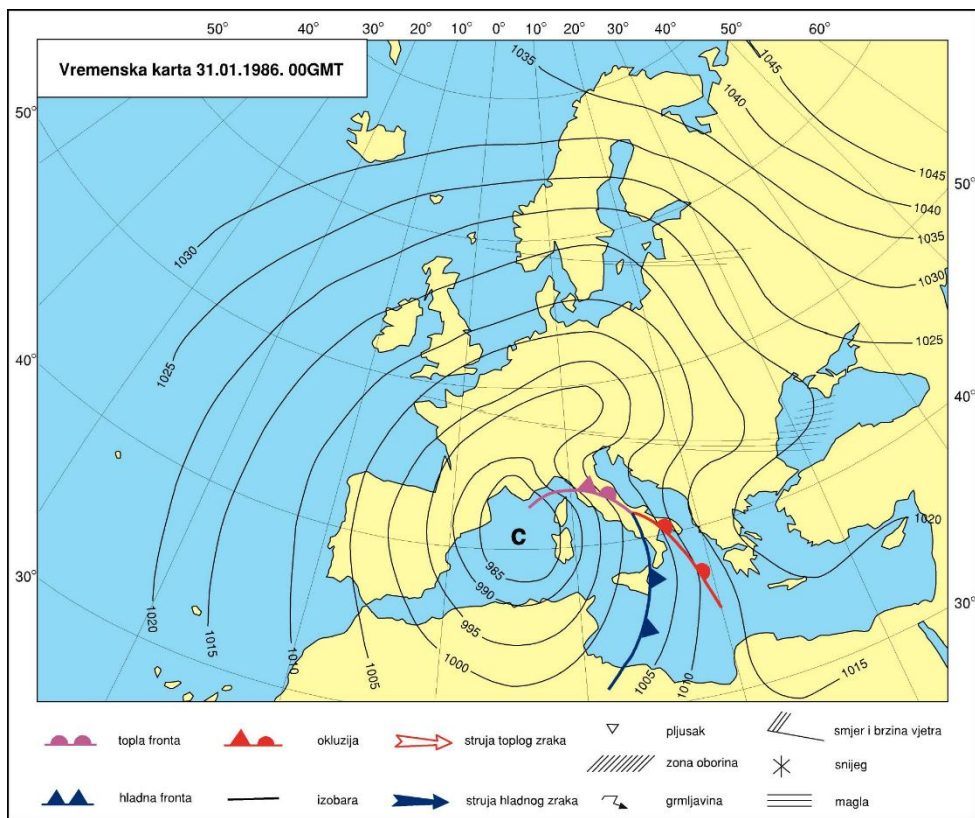 50° 40° 30° 20° 10° 0° 10° 20° 30° 40° 50° 60°
Vremenska karta 31.01.1986. 00GMT
1035
1045
1040
50°
1045
50°
1040
1035
1030
1030
1025
1025
40°
40°
C
1020
985
990
30°
30°
995
1020
1015
1010
1005
1000
1005
1010
1015
topla fronta
okluzija
struja toplog zraka
pljusak
smjer i brzina vjetra
zona oborina
snijeg
hladna fronta
izobara
struja hladnog zraka
grmljavina
magla